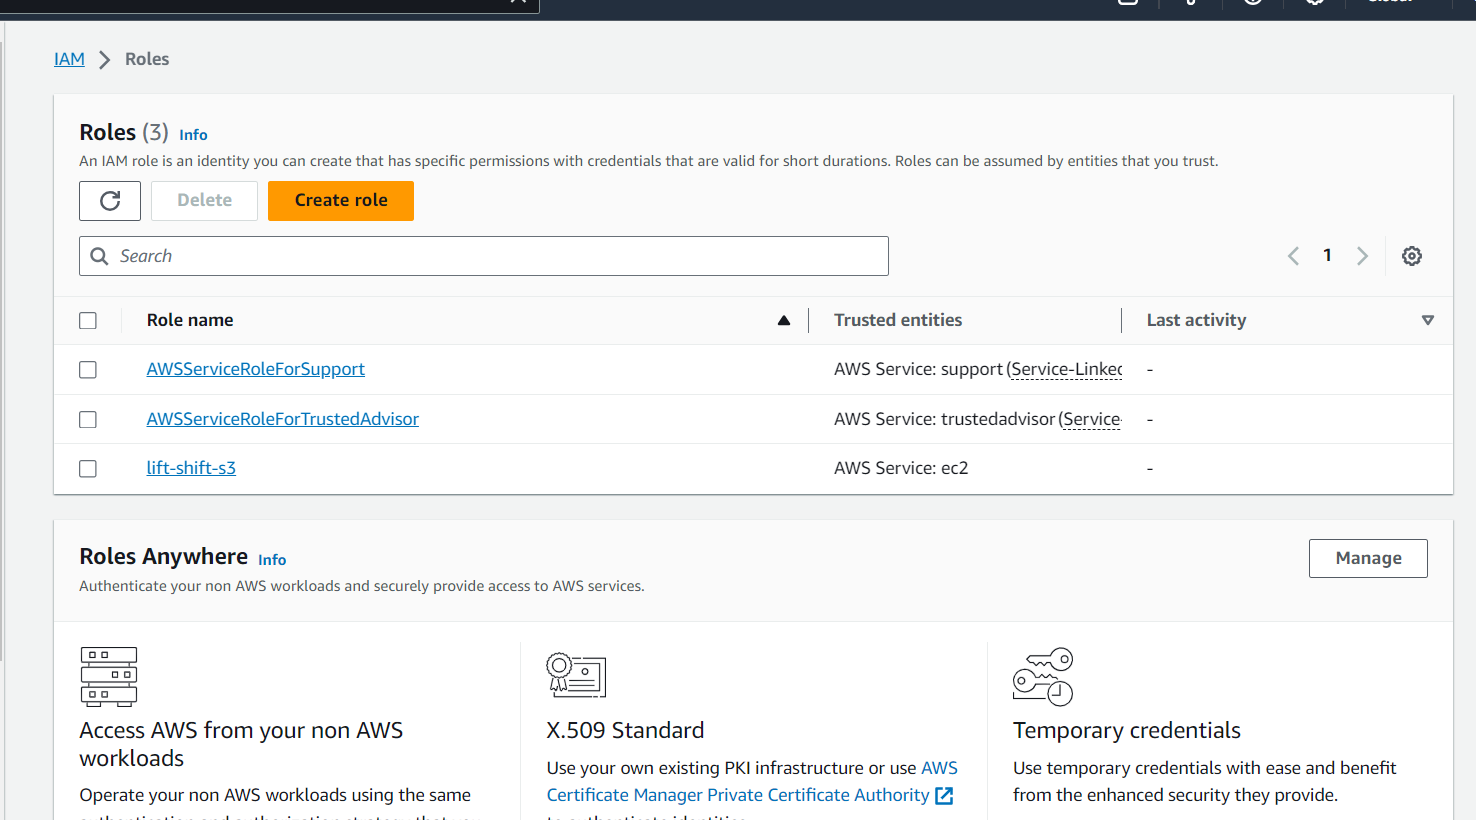 IAM > Roles
Roles (3) Info
An IAM role is an identity you can create that has specific permissions with credentials that are valid for short durations. Roles can be assumed by entities that you trust.
Delete Create role
Search 1
Role name Trusted entities Last activity
AWSServiceRoleForSupport AWS Service: support (Service-Linked -
AWSServiceRoleForTrustedAdvisor AWS Service: trustedadvisor (Service- -
lift-shift-s3 AWS Service: ec2 -
Roles Anywhere Info Manage
Authenticate your non AWS workloads and securely provide access to AWS services.
Access AWS from your non AWS
workloads
Operate your non AWS workloads using the same
X.509 Standard
Use your own existing PKI infrastructure or use AWS
Certificate Manager Private Certificate Authority
to authenticate identities.
Temporary credentials
Use temporary credentials with ease and benefit
from the enhanced security they provide.